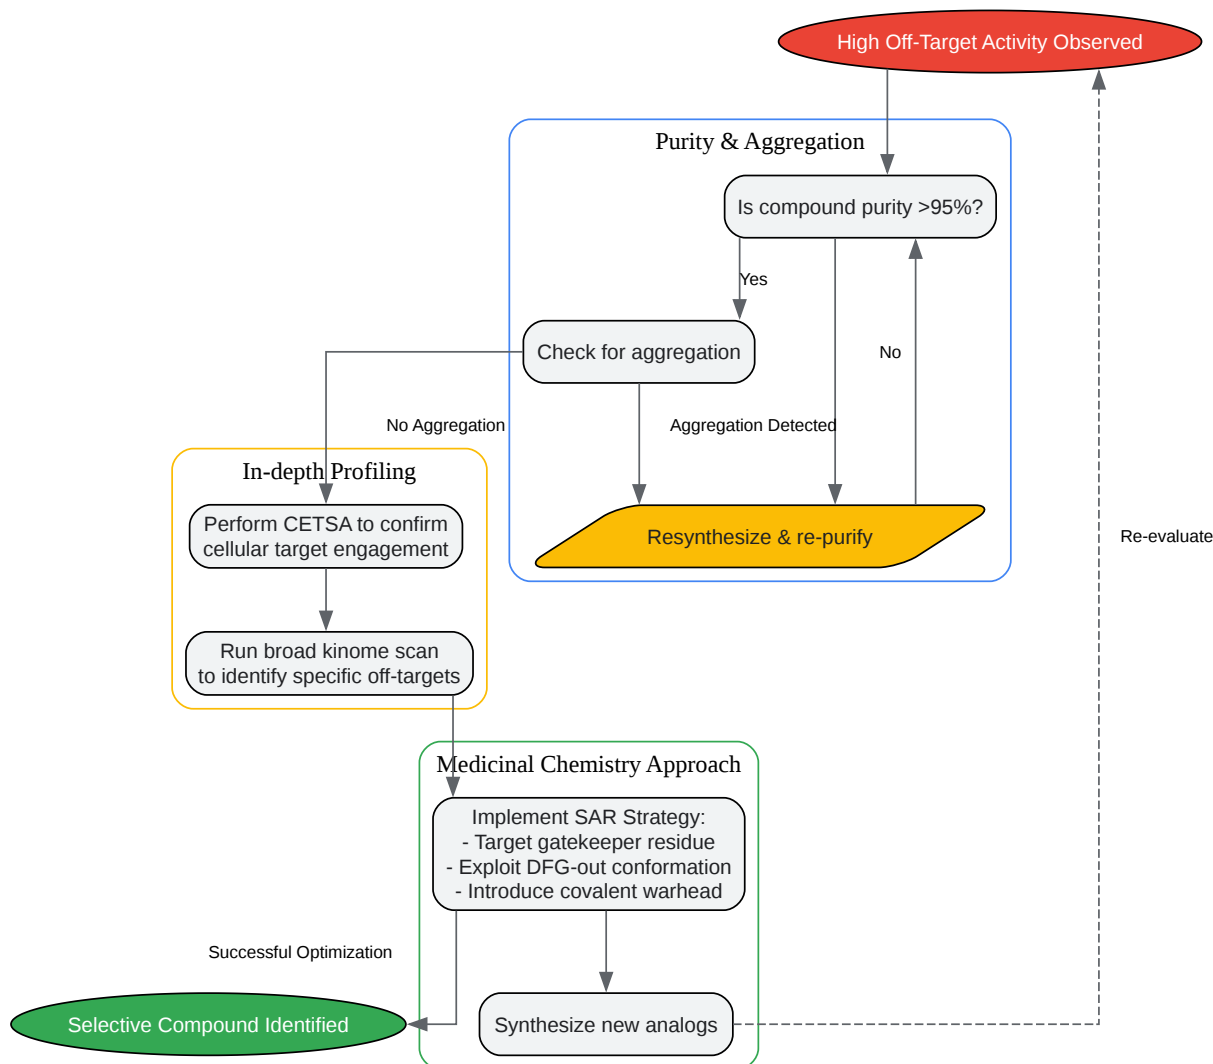 High Off-Target Activity Observed
Purity & Aggregation
Is compound purity >95%?
Yes
Check for aggregation
No
No Aggregation
Aggregation Detected
In-depth Profiling
Perform CETSA to confirm
cellular target engagement
Resynthesize & re-purify
Re-evaluate
Run broad kinome scan
to identify specific off-targets
Medicinal Chemistry Approach
Implement SAR Strategy:
- Target gatekeeper residue
- Exploit DFG-out conformation
- Introduce covalent warhead
Successful Optimization
Selective Compound Identified
Synthesize new analogs